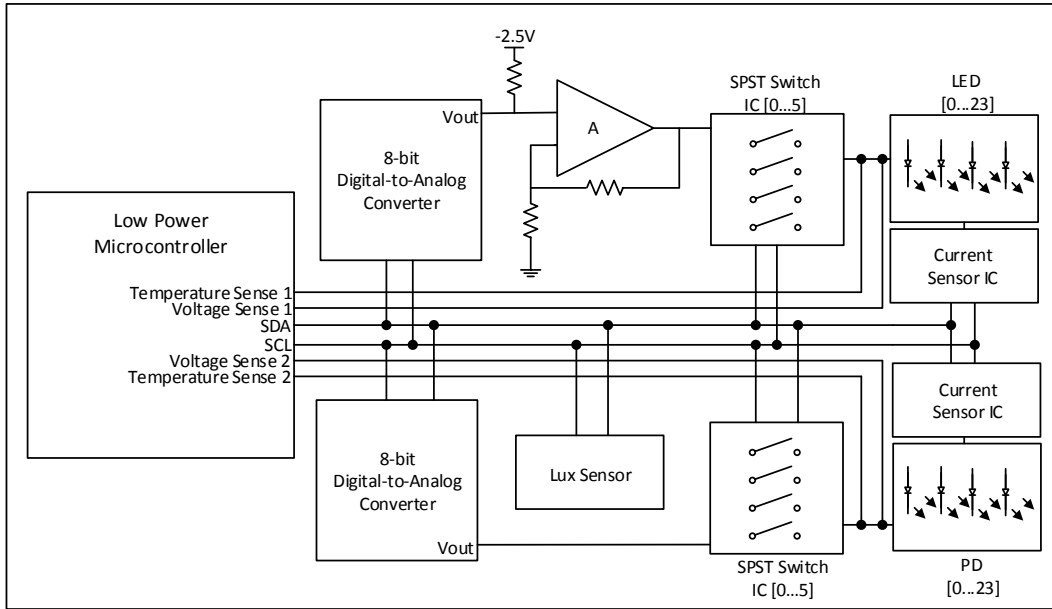 -2.5V
SPST Switch
IC [0...5]
LED
[0...23]
Vout
A
8-bit
Digital-to-Analog
Converter
Low Power
Microcontroller
Current
Sensor IC
Temperature Sense 1
Voltage Sense 1
SDA
SCL
Voltage Sense 2
Temperature Sense 2
Current
Sensor IC
8-bit
Digital-to-Analog
Converter
Lux Sensor
Vout
SPST Switch
IC [0...5]
PD
[0...23]